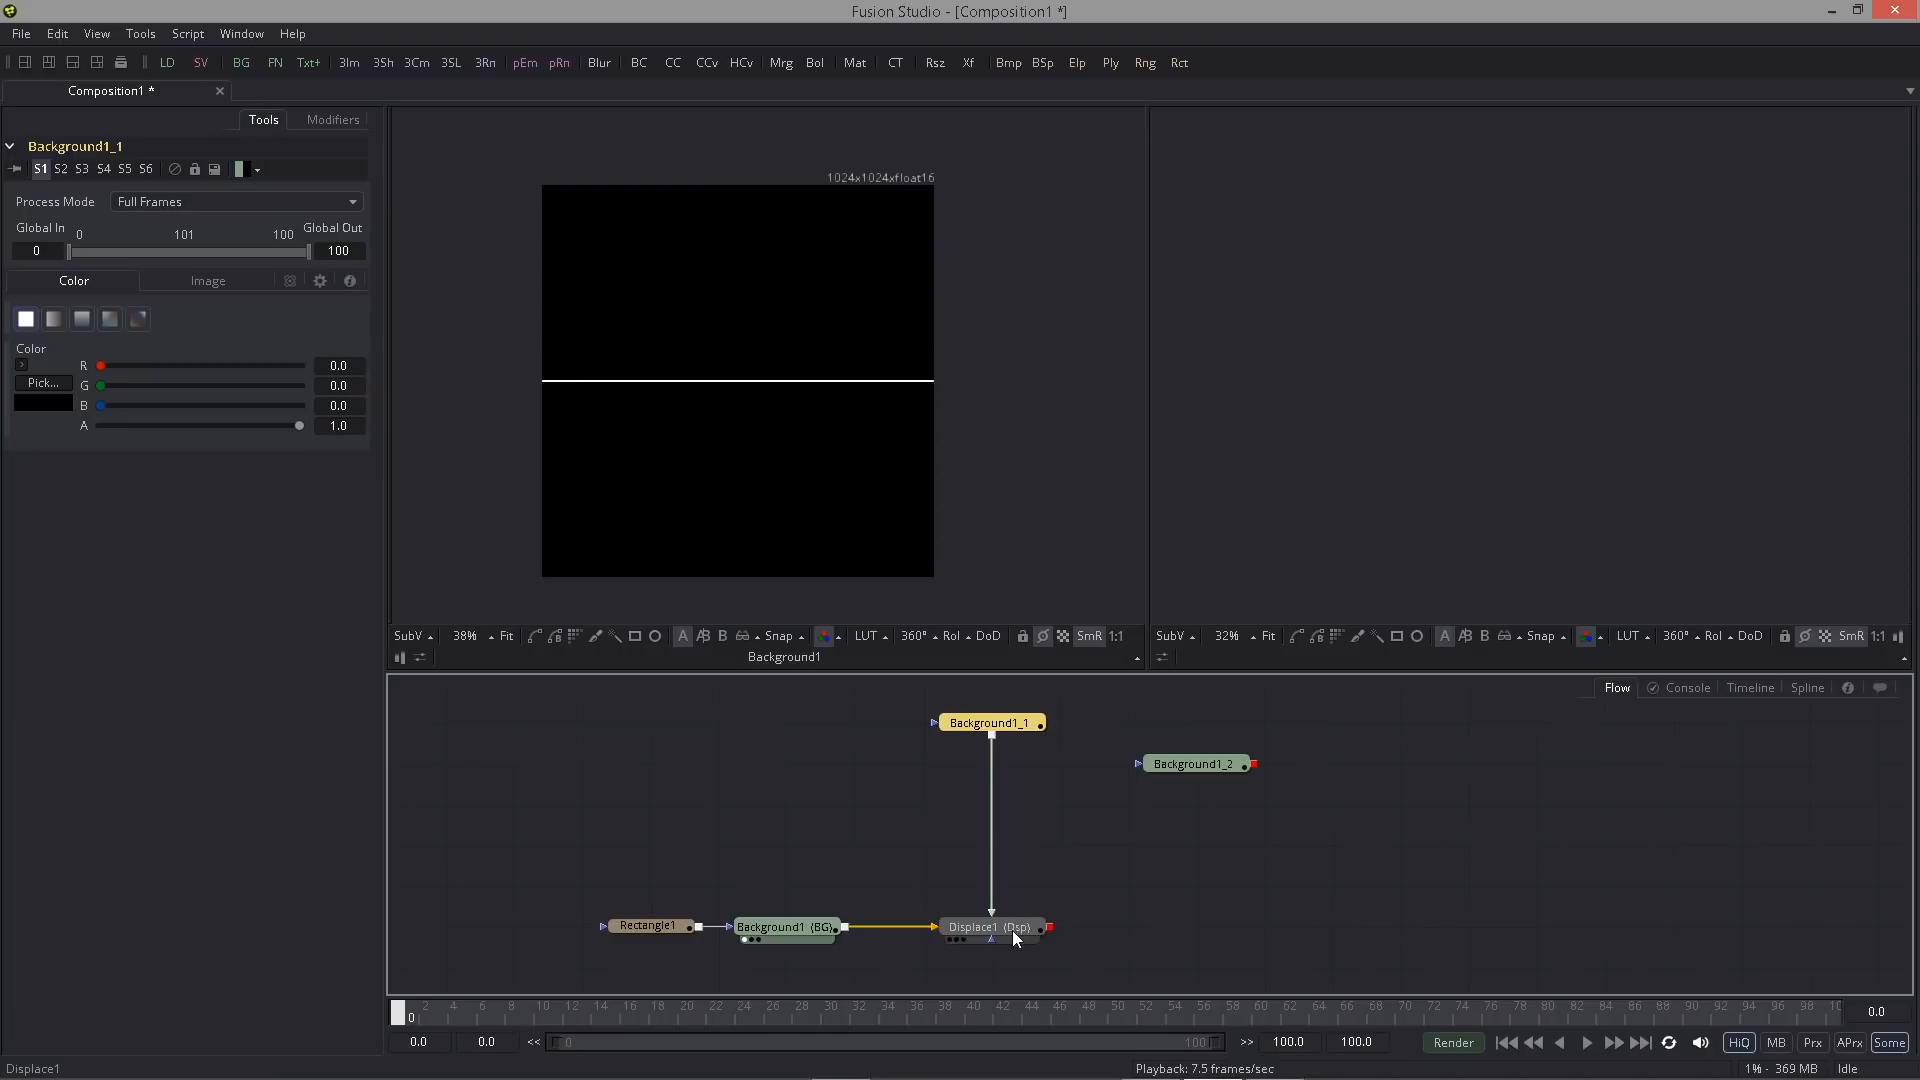 Fusion Studio - [Composition1 *]
File Edit View Tools Script Window Help
LD SV BG FN Txt+ 3Im 3Sh 3Cm 3SL 3Rn pEm pRn Blur BC CC CCv HCv Mrg Bol Mat CT Rsz Xf Bmp BSp Elp Ply Rng Rct
Composition1 *
Tools Modifiers
Background1_1
S1 S2 S3 S4 S5 S6
Process Mode Full Frames
Global In 0 101 100 Global Out
0 100
Color Image
Color
R 0.0
Pick... G 0.0
B 0.0
A 1.0
1024x1024xfloat16
SubV 38% Fit A AB B Snap LUT 360° RoI DoD SmR 1:1
Background1
SubV 32% Fit A AB B Snap LUT 360° RoI DoD SmR 1:1
Flow Console Timeline Spline
Background1_1
Background1_2
Rectangle1 Background1 (BG) Displace1 (Dsp)
0 2 4 6 8 10 12 14 16 18 20 22 24 26 28 30 32 34 36 38 40 42 44 46 48 50 52 54 56 58 60 62 64 66 68 70 72 74 76 78 80 82 84 86 88 90 92 94 96 98 10 0.0
0.0 0.0 << 0 100 >> 100.0 100.0 Render HiQ MB Prx APrx Some
Displace1 Playback: 7.5 frames/sec 1% - 369 MB Idle